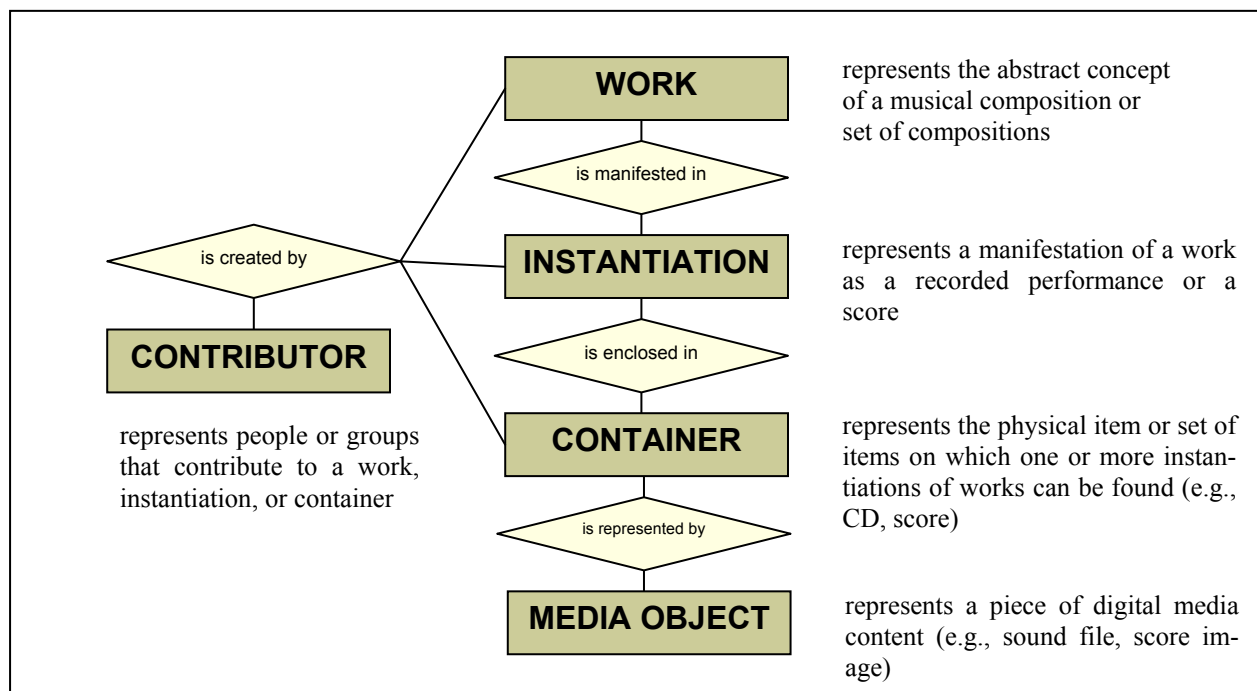 WORK
represents the abstract concept
of a musical composition or
set of compositions
is manifested in
is created by
INSTANTIATION
represents a manifestation of a work
as a recorded performance or a
score
CONTRIBUTOR
is enclosed in
represents people or groups
that contribute to a work,
instantiation, or container
CONTAINER
represents the physical item or set of
items on which one or more instan-
tiations of works can be found (e.g.,
CD, score)
is represented by
MEDIA OBJECT
represents a piece of digital media
content (e.g., sound file, score im-
age)